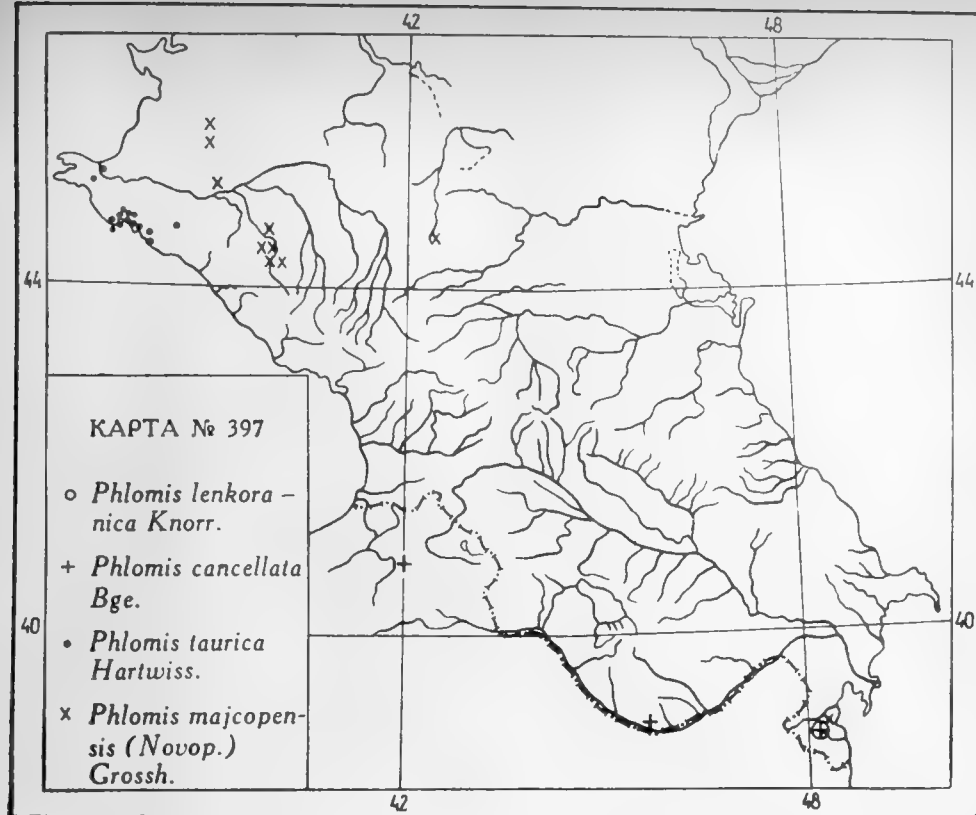 42
48
44
44
КАРТА № 397
o Phlomis lenkora –
nica Knorr.
+ Phlomis cancellata
Bge.
• Phlomis taurica
Hartwiss.
x Phlomis majcopen-
sis (Novop.)
Grossh.
40
40
42
48